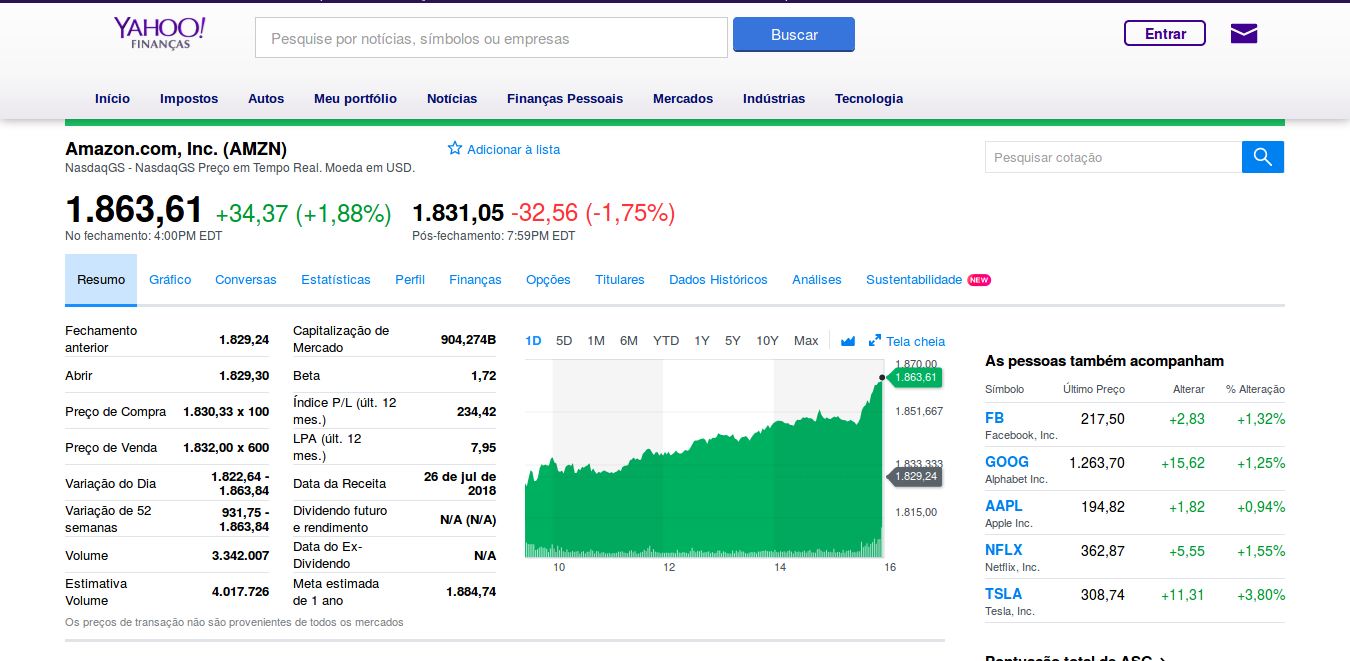 YAHOO!
FINANÇAS
Pesquise por notícias, símbolos ou empresas
Buscar
Entrar
Início Impostos Autos Meu portfólio Notícias Finanças Pessoais Mercados Indústrias Tecnologia
Amazon.com, Inc. (AMZN)
Adicionar à lista
Pesquisar cotação
NasdaqGS - NasdaqGS Preço em Tempo Real. Moeda em USD.
1.863,61 +34,37 (+1,88%) 1.831,05 -32,56 (-1,75%)
No fechamento: 4:00PM EDT Pós-fechamento: 7:59PM EDT
Resumo Gráfico Conversas Estatísticas Perfil Finanças Opções Titulares Dados Históricos Análises Sustentabilidade NEW
Fechamento
anterior 1.829,24
Abrir 1.829,30
Preço de Compra 1.830,33 x 100
Preço de Venda 1.832,00 x 600
Variação do Dia 1.822,64 -
1.863,84
Variação de 52
semanas 931,75 -
1.863,84
Volume 3.342.007
Estimativa
Volume 4.017.726
Capitalização de
Mercado 904,274B
Beta 1,72
Índice P/L (últ. 12
mes.) 234,42
LPA (últ. 12
mes.) 7,95
Data da Receita 26 de jul de
2018
Dividendo futuro
e rendimento N/A (N/A)
Data do Ex-
Dividendo N/A
Meta estimada
de 1 ano 1.884,74
Os preços de transação não são provenientes de todos os mercados
1D 5D 1M 6M YTD 1Y 5Y 10Y Max Tela cheia
1.870,00
1.863,61
1.851,667
1.833,333
1.829,24
1.815,00
10 12 14 16
As pessoas também acompanham
Símbolo Último Preço Alterar % Alteração
FB 217,50 +2,83 +1,32%
Facebook, Inc.
GOOG 1.263,70 +15,62 +1,25%
Alphabet Inc.
AAPL 194,82 +1,82 +0,94%
Apple Inc.
NFLX 362,87 +5,55 +1,55%
Netflix, Inc.
TSLA 308,74 +11,31 +3,80%
Tesla, Inc.